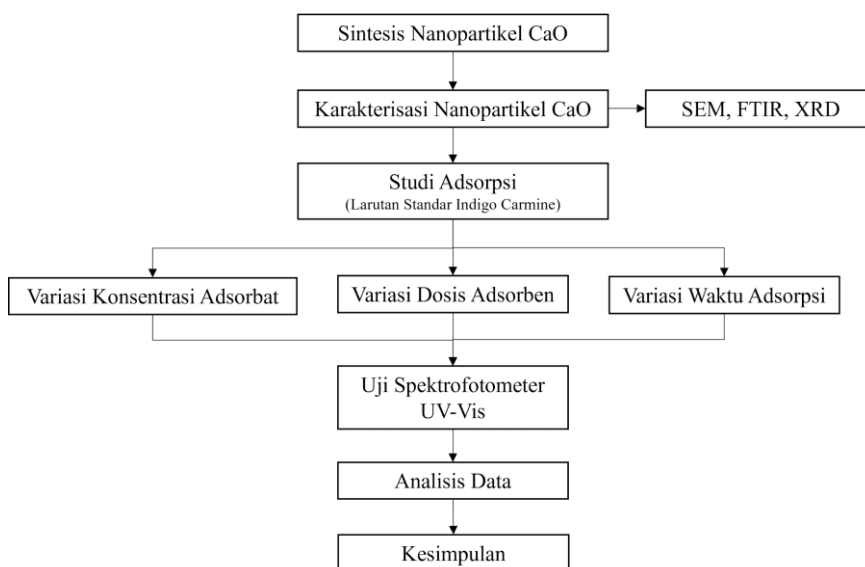 Sintesis Nanopartikel CaO
Karakterisasi Nanopartikel CaO
SEM, FTIR, XRD
Studi Adsorpsi
(Larutan Standar Indigo Carmine)
Variasi Konsentrasi Adsorbat
Variasi Dosis Adsorben
Variasi Waktu Adsorpsi
Uji Spektrofotometer
UV-Vis
Analisis Data
Kesimpulan